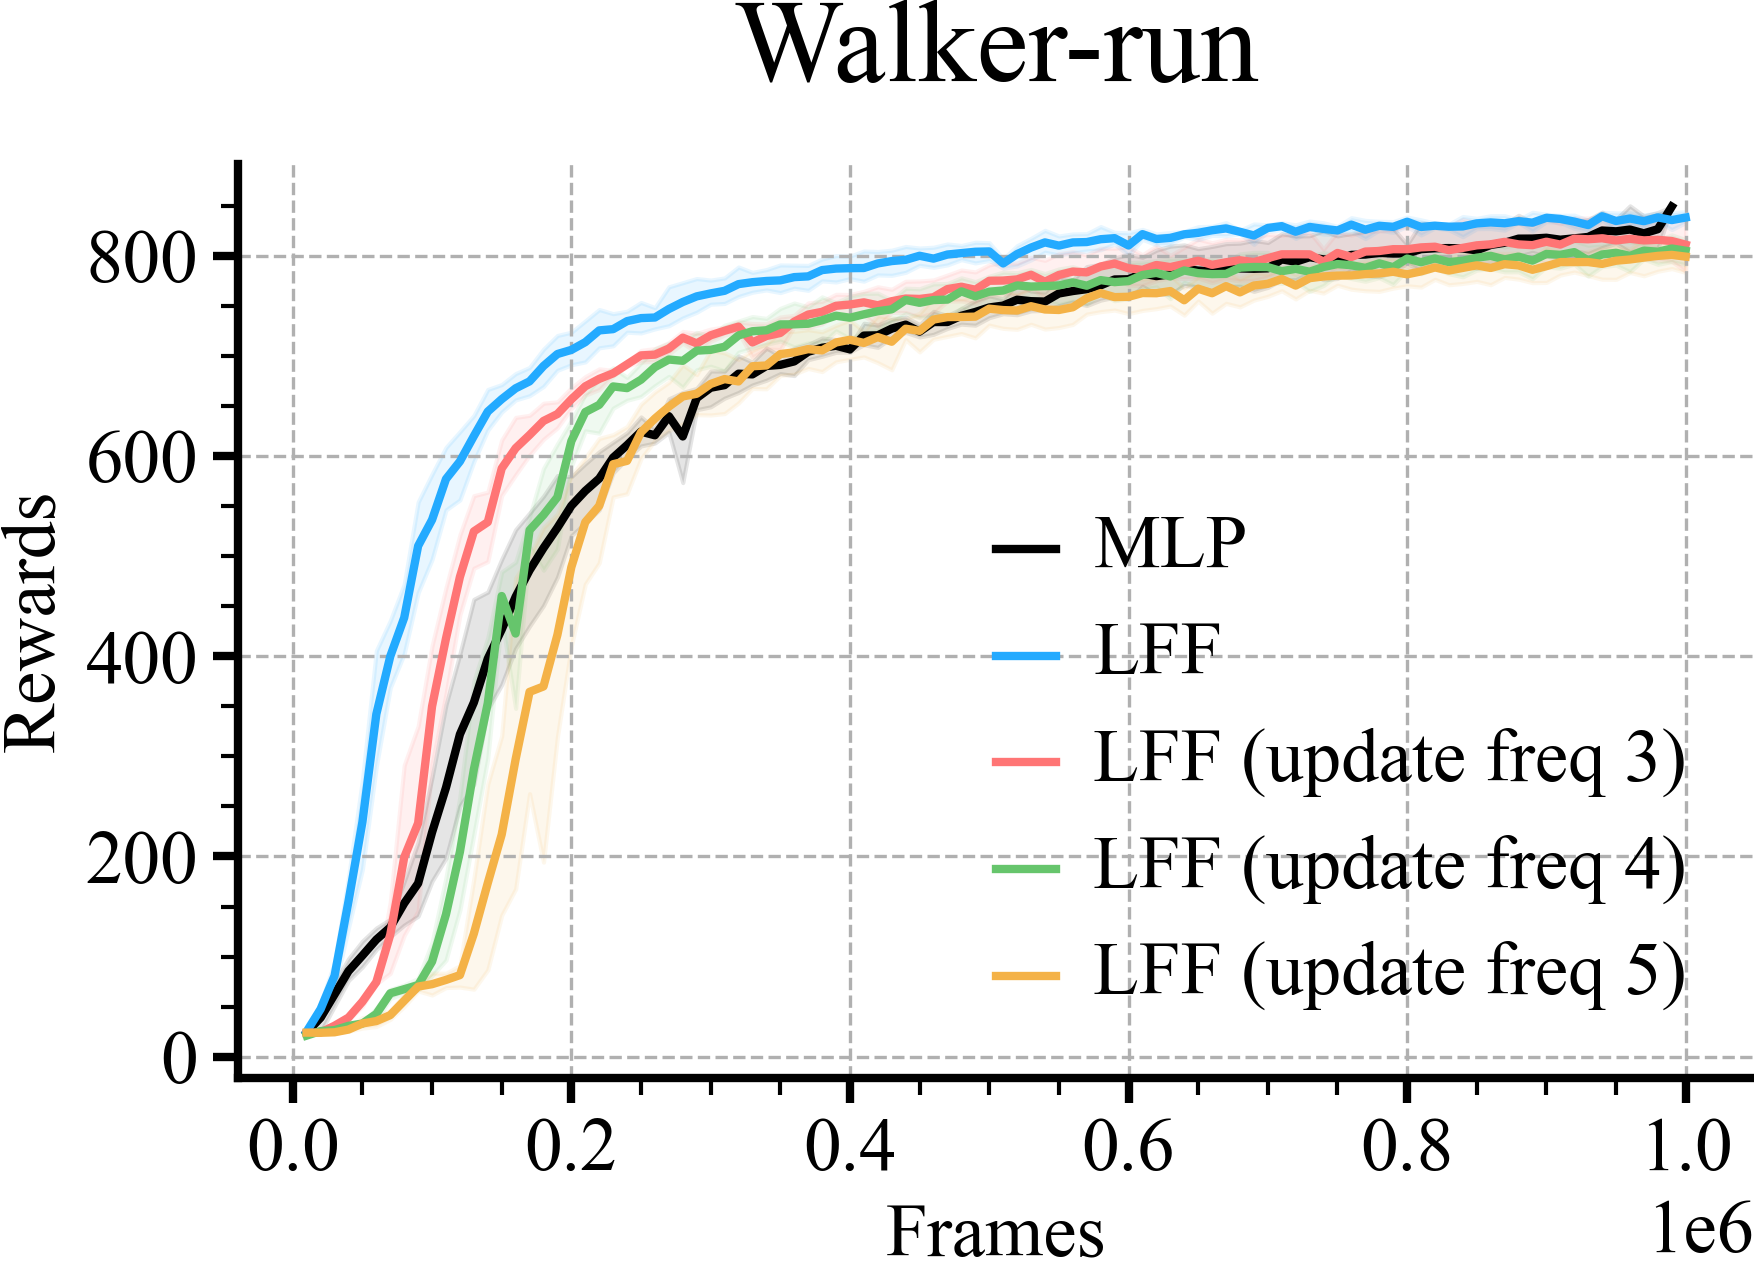 Walker-run
Rewards
800
600
400
200
0
MLP
LFF
LFF (update freq 3)
LFF (update freq 4)
LFF (update freq 5)
0.0 0.2 0.4 0.6 0.8 1.0
1e6
Frames